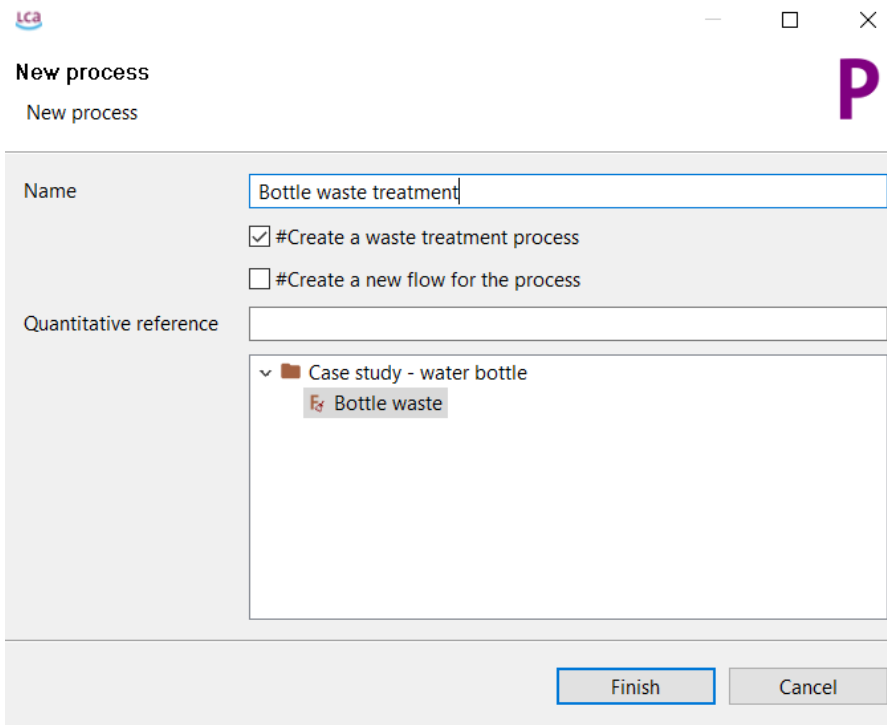 LCA
New process
New process
P
Name
Bottle waste treatment
#Create a waste treatment process
#Create a new flow for the process
Quantitative reference
Case study - water bottle
Bottle waste
Finish
Cancel